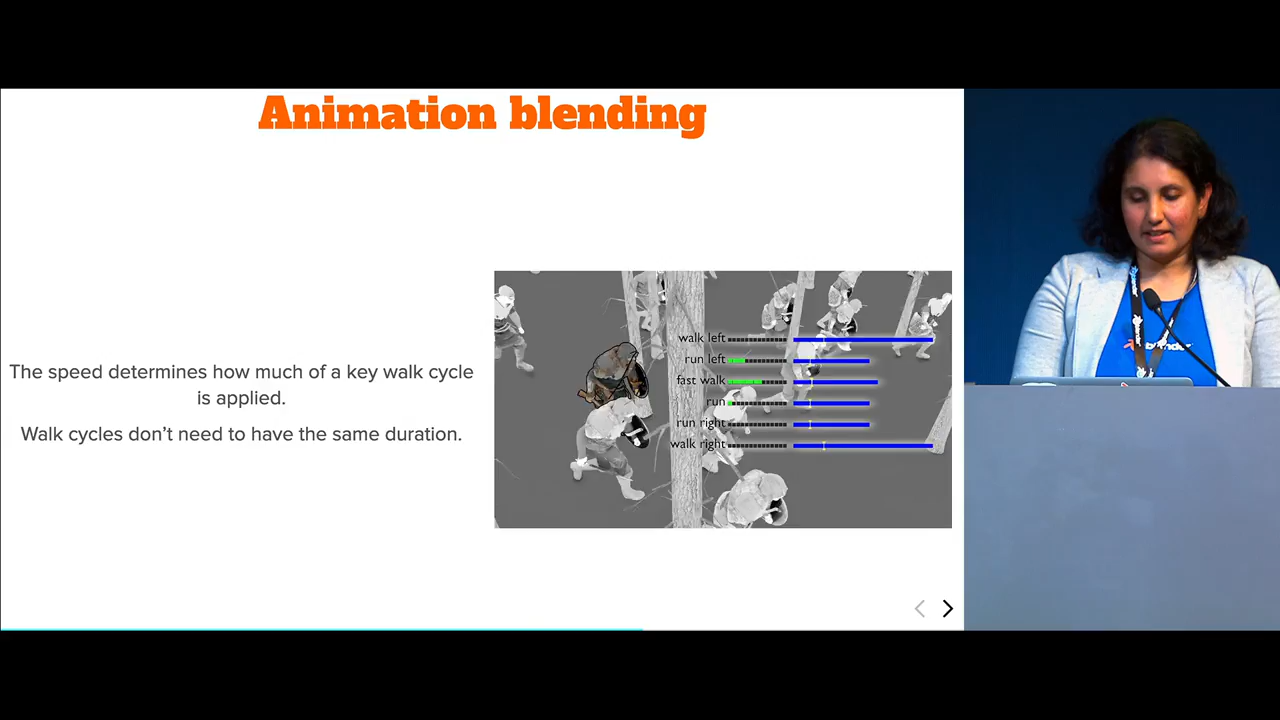 Animation blending
The speed determines how much of a key walk cycle
is applied.
Walk cycles don’t need to have the same duration.
walk left
run left
fast walk
run
run right
walk right